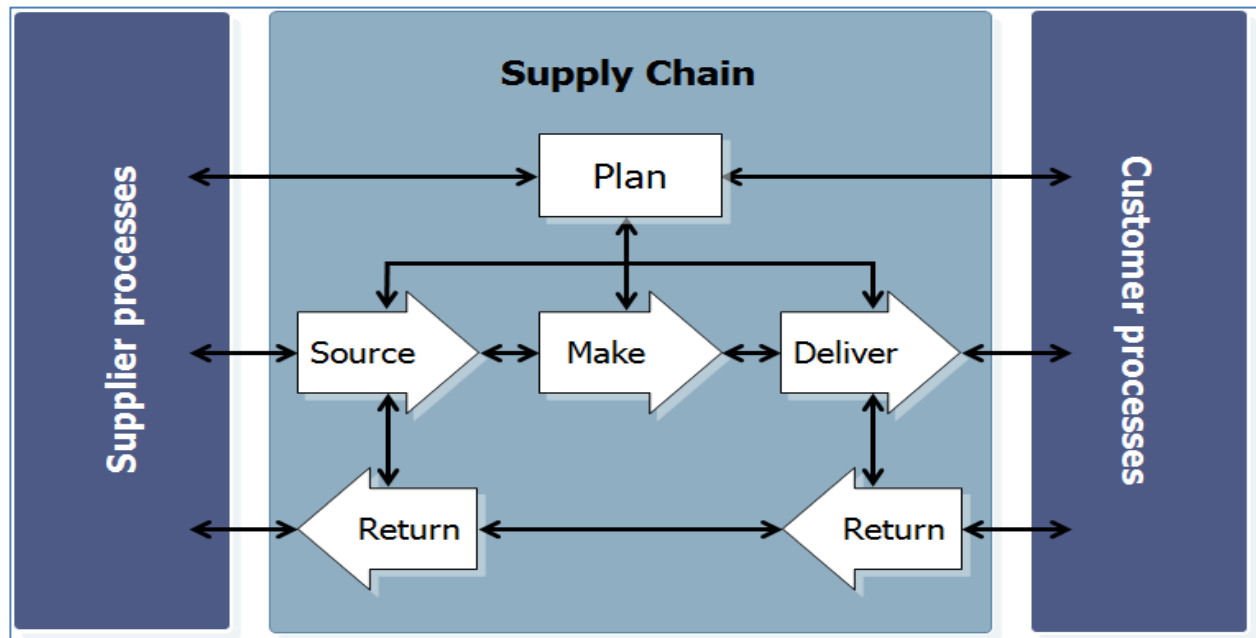 Supply Chain
Plan
Supplier processes
Customer processes
Source
Make
Deliver
Return
Return